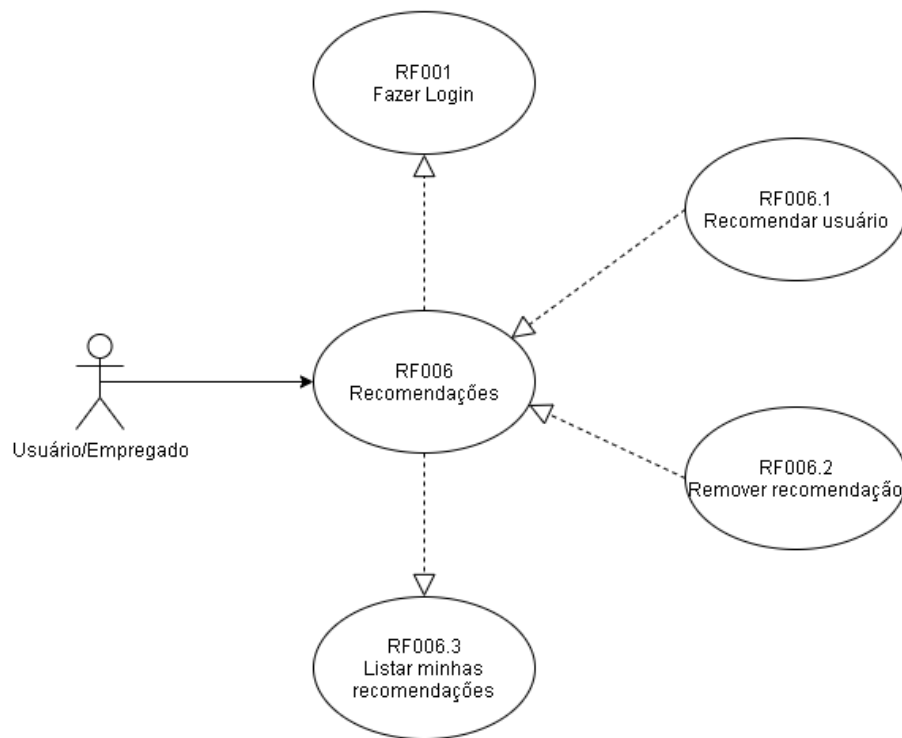 RF001
Fazer Login
RF006.1
Recomendar usuário
RF006
Recomendações
Usuário/Empregado
RF006.2
Remover recomendação
RF006.3
Listar minhas
recomendações